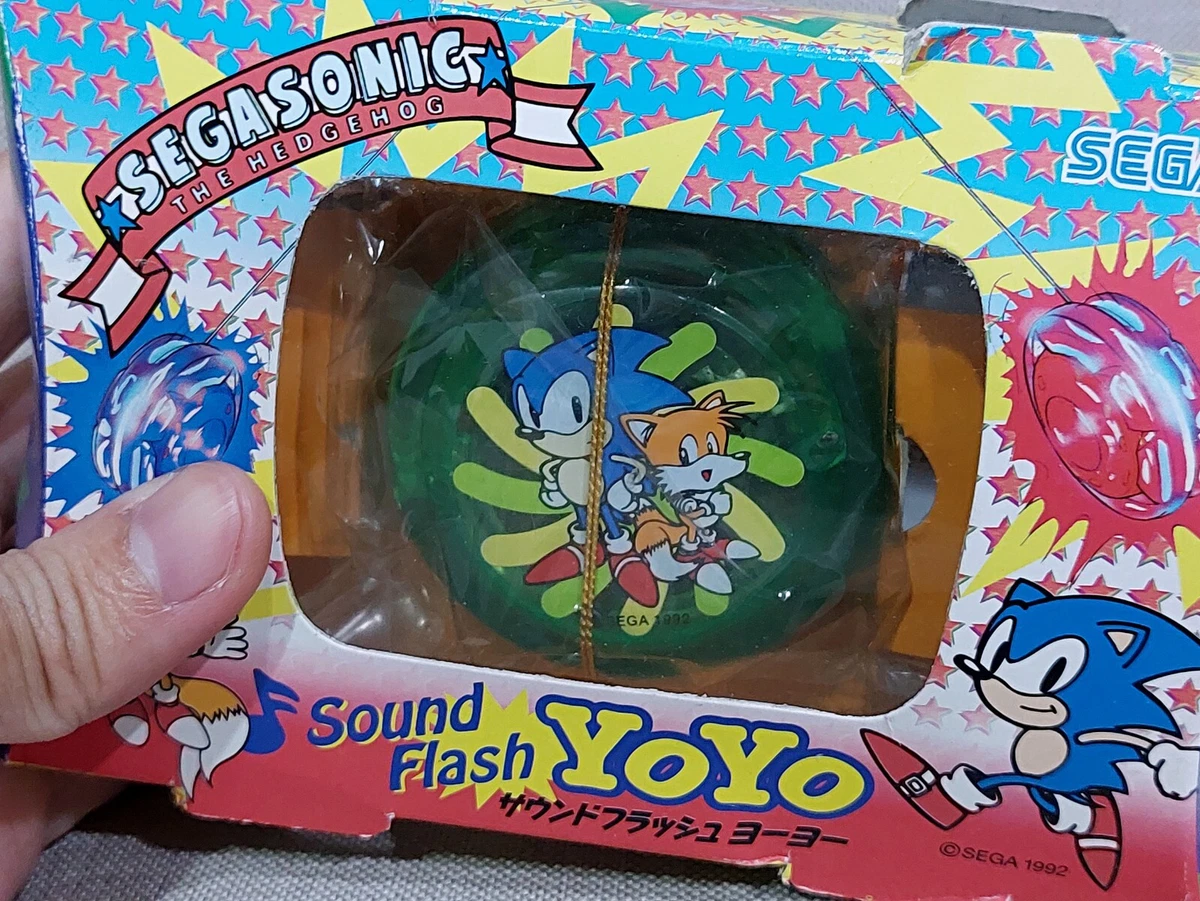 SEGASONIC
THE HEDGEHOG
SEGA
SEGA 1992
Sound
Flash
YoYo
サウンドフラッシュ ヨーヨー
©SEGA 1992